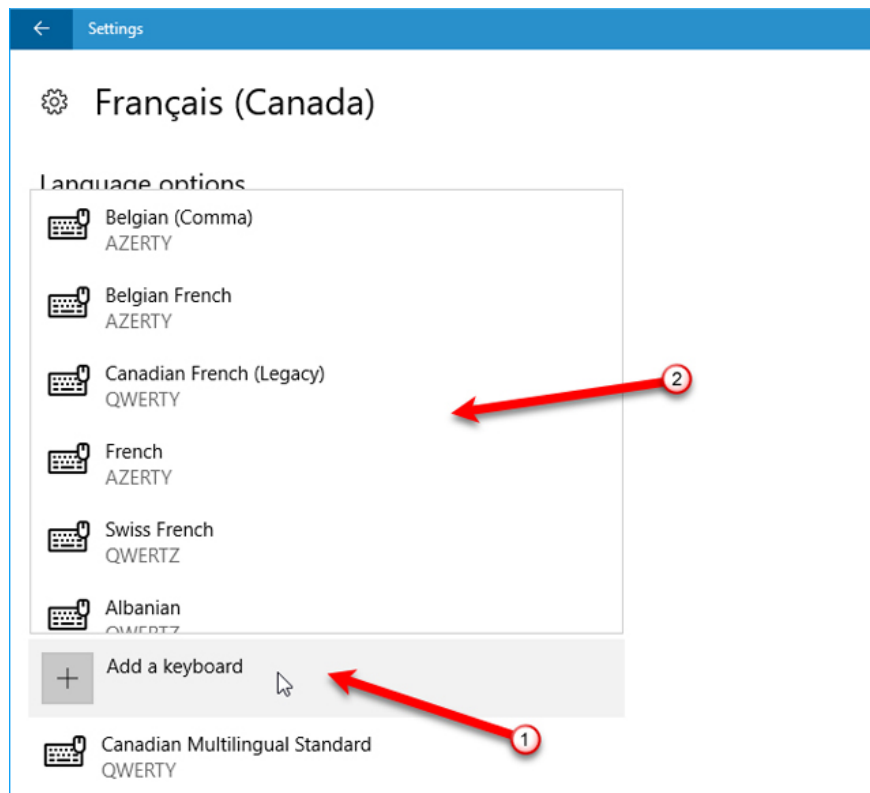 Settings
Français (Canada)
Language options
Belgian (Comma)
AZERTY
Belgian French
AZERTY
Canadian French (Legacy)
QWERTY
2
French
AZERTY
Swiss French
QWERTZ
Albanian
QWERTZ
Add a keyboard
1
Canadian Multilingual Standard
QWERTY